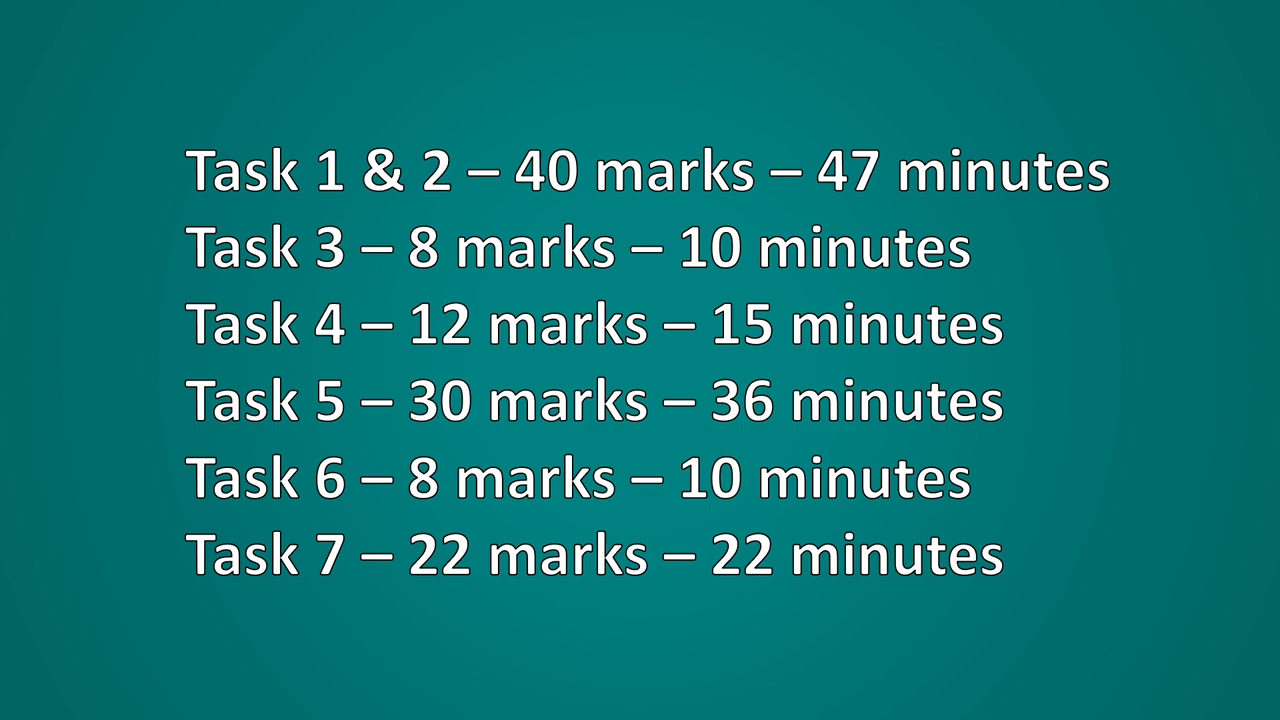 Task 1 & 2 – 40 marks – 47 minutes
Task 3 – 8 marks – 10 minutes
Task 4 – 12 marks – 15 minutes
Task 5 – 30 marks – 36 minutes
Task 6 – 8 marks – 10 minutes
Task 7 – 22 marks – 22 minutes